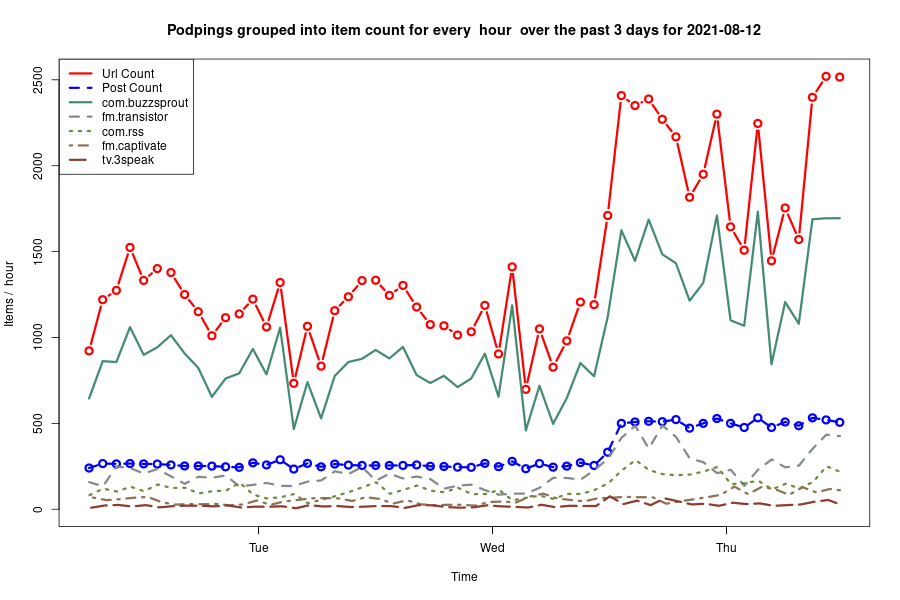 Podpings grouped into item count for every  hour  over the past 3 days for 2021-08-12
Url Count
Post Count
com.buzzsprout
fm.transistor
com.rss
fm.captivate
tv.3speak
2500
2000
1500
1000
500
0
Items /  hour
Tue
Wed
Thu
Time